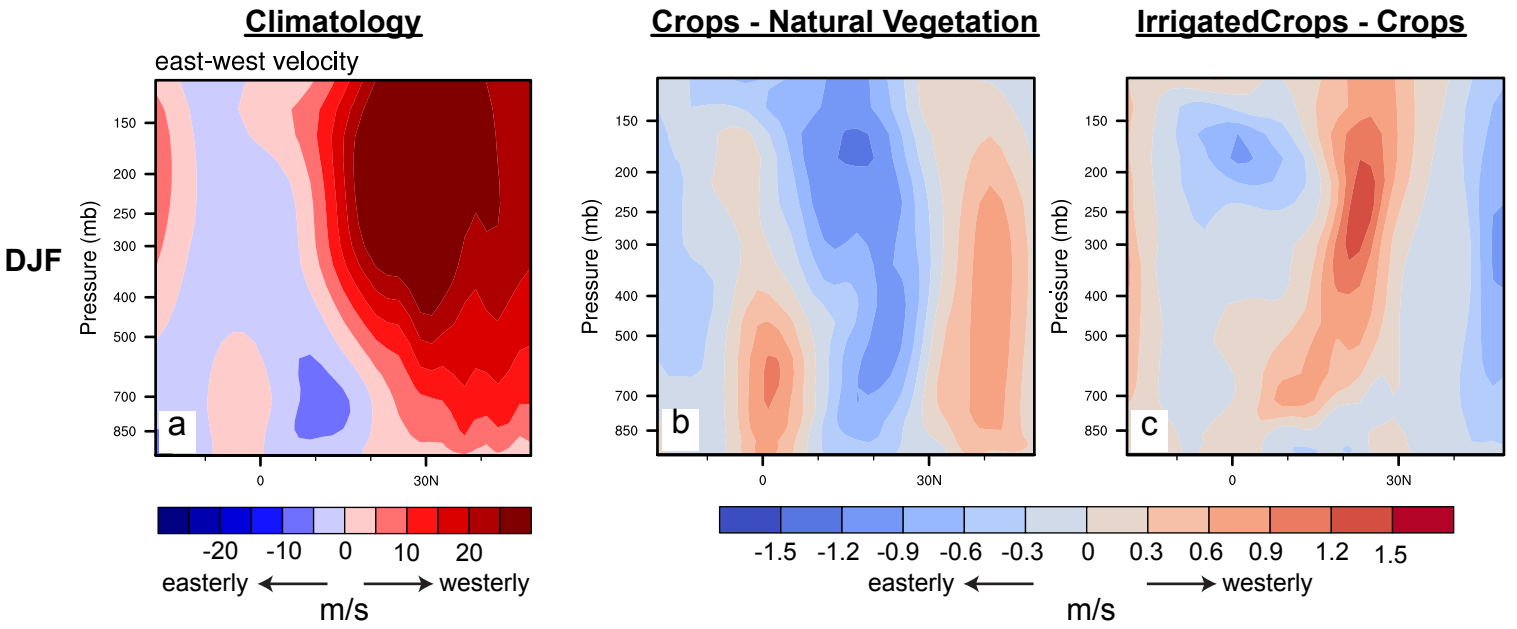 Climatology
Crops - Natural Vegetation
IrrigatedCrops - Crops
east-west velocity
DJF
Pressure (mb)
150
200
250
300
400
500
700
850
a
0
30N
Pressure (mb)
150
200
250
300
400
500
700
850
b
0
30N
Pressure (mb)
150
200
250
300
400
500
700
850
c
0
30N
-20 -10 0 10 20
easterly westerly
m/s
-1.5 -1.2 -0.9 -0.6 -0.3 0 0.3 0.6 0.9 1.2 1.5
easterly westerly
m/s